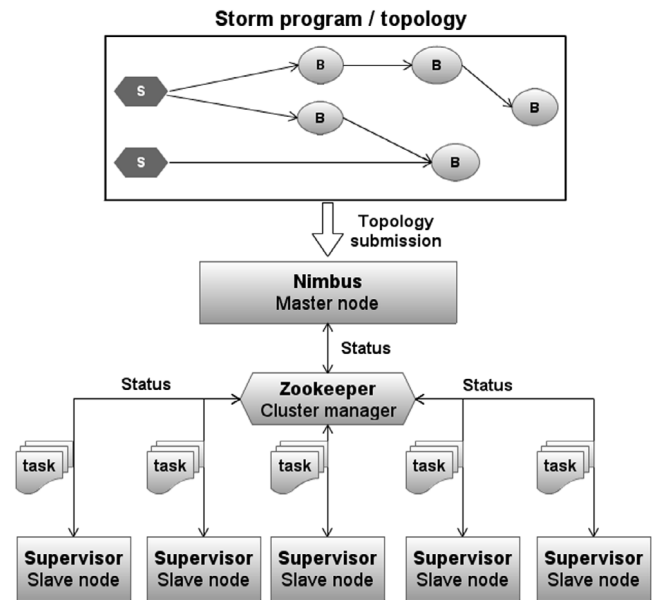 Storm program / topology
B
B
S
B
B
S
B
Topology
submission
Nimbus
Master node
Status
Status
Zookeeper
Cluster manager
Status
task
task
task
task
task
Supervisor
Slave node
Supervisor
Slave node
Supervisor
Slave node
Supervisor
Slave node
Supervisor
Slave node